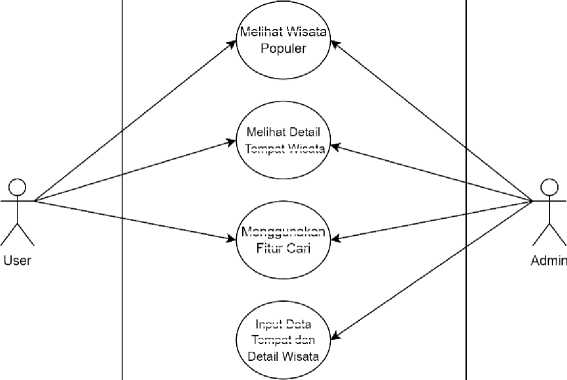 Melihat Wisata
Populer
Melihat Detail
Tempat Wisata
Menggunakan
Fitur Cari
Input Data
Tempat dan
Detail Wisata
User
Admin